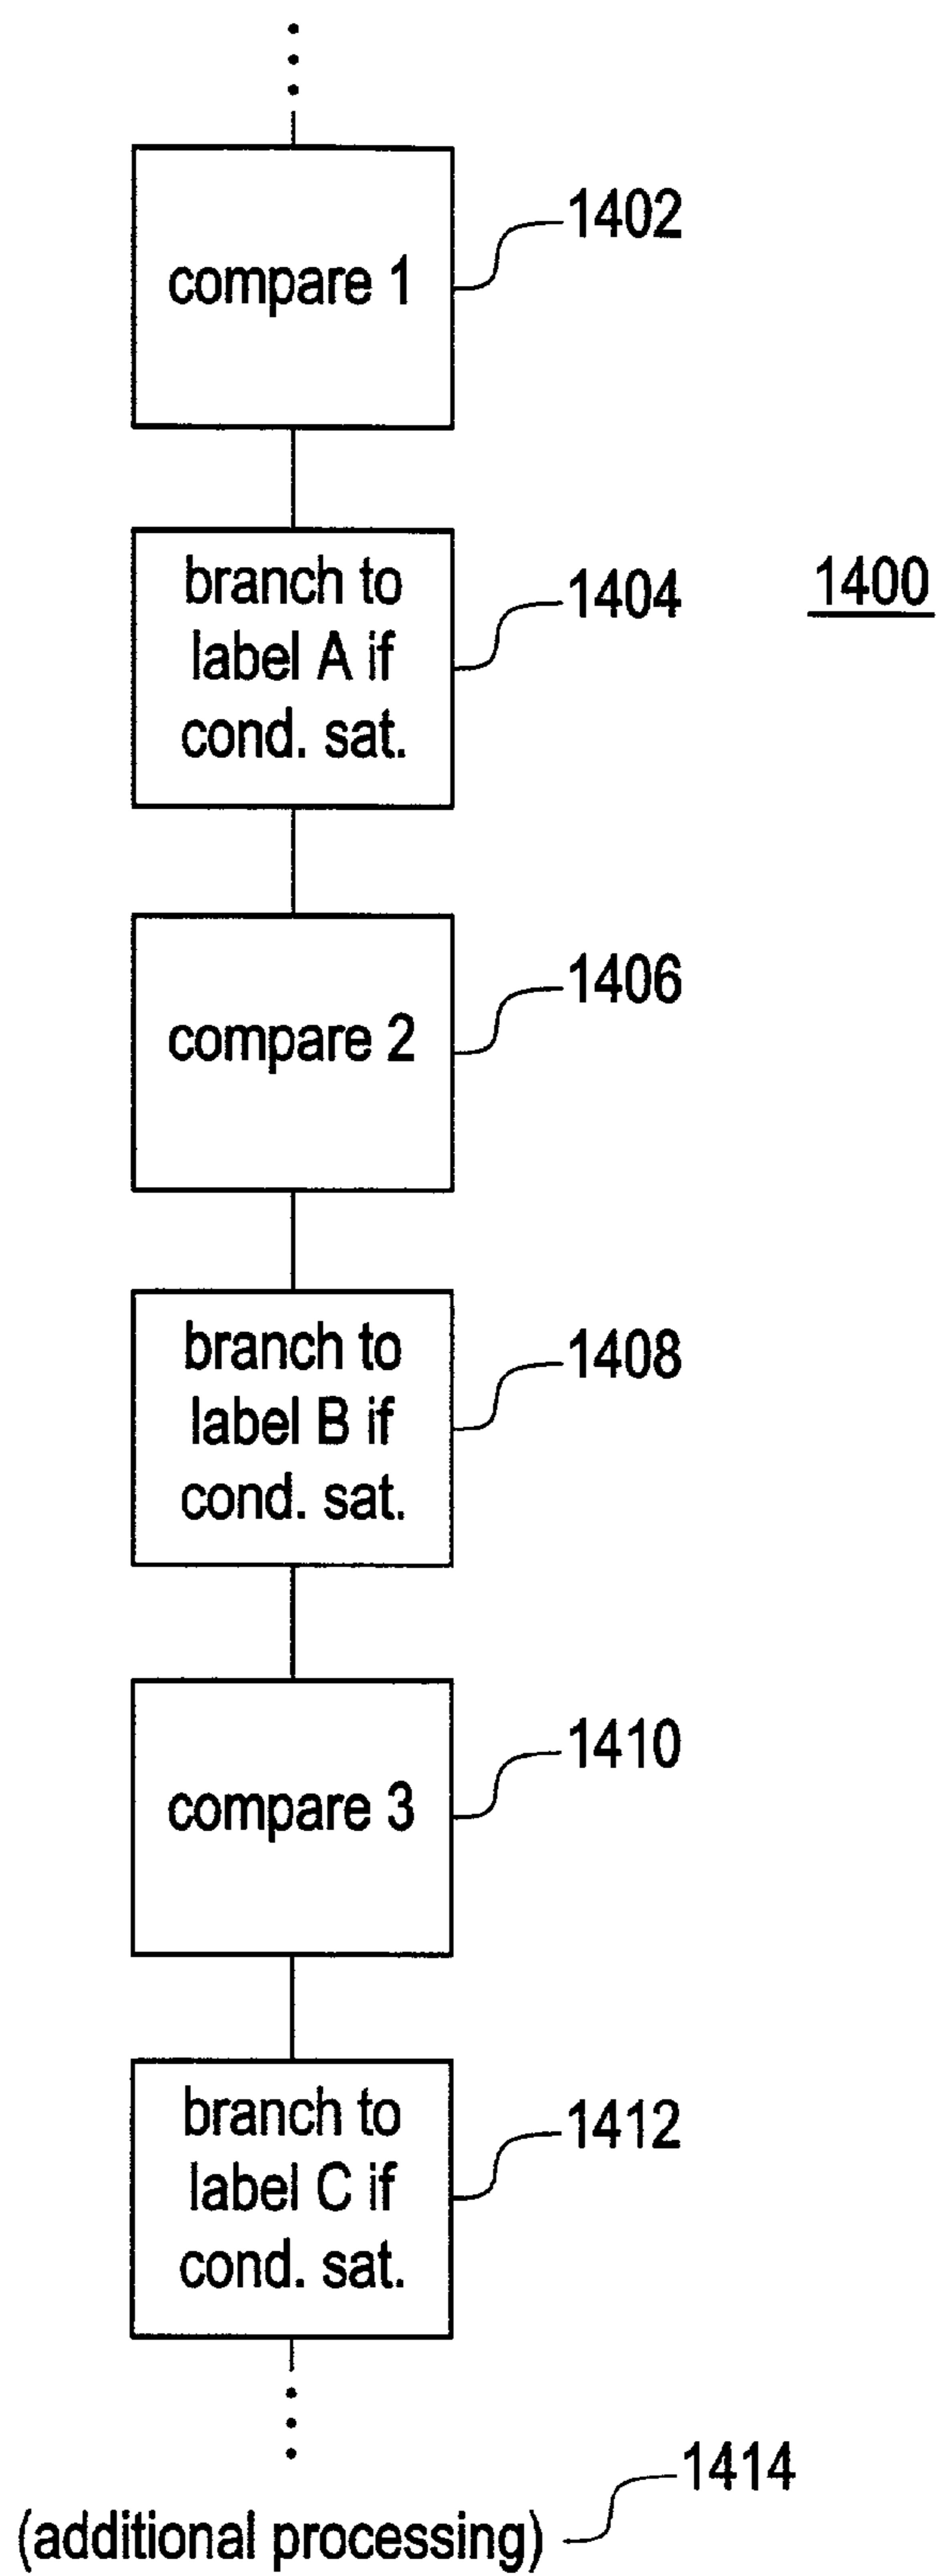 1402
compare 1
1404
1400
branch to
label A if
cond. sat.
1406
compare 2
1408
branch to
label B if
cond. sat.
1410
compare 3
1412
branch to
label C if
cond. sat.
1414
(additional processing)